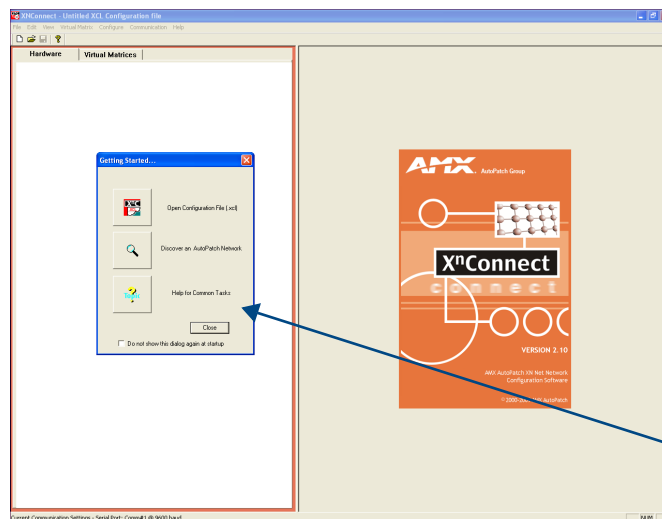 XNConnect - Untitled XCL Configuration file
File Edit View Virtual Matrix Configure Communication Help
Hardware Virtual Matrices
Getting Started...
Open Configuration File (.xcl)
Discover an AutoPatch Network
Help for Common Tasks
Close
Do not show this dialog again at startup
AMX AutoPatch Group
XⁿConnect
connect
VERSION 2.10
AMX AutoPatch XN Net Network
Configuration Software
AutoPatch
Current Communication Settings - Serial Port: Comm#1 @ 9600 baud
NUM